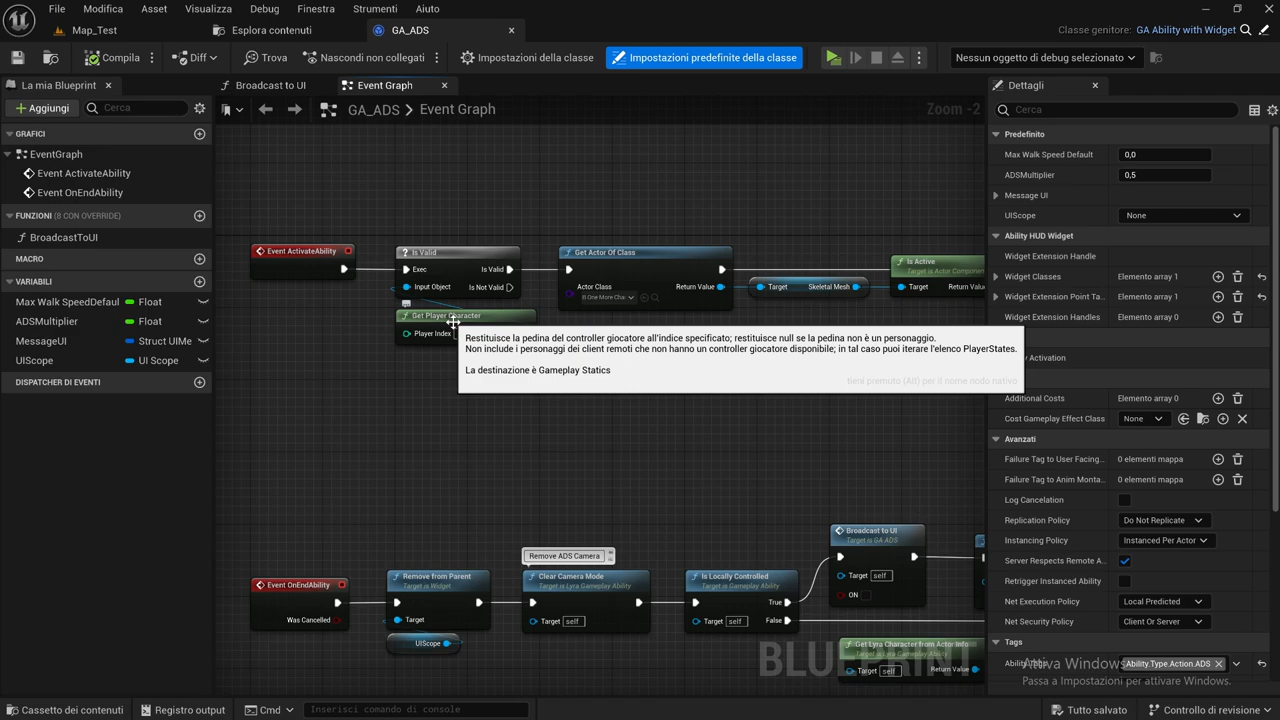 File
Modifica
Asset
Visualizza
Debug
Finestra
Strumenti
Aiuto
Map_Test
Esplora contenuti
GA_ADS
Classe genitore: GA Ability with Widget
Compila
Diff
Trova
Nascondi non collegati
Impostazioni della classe
Impostazioni predefinite della classe
Nessun oggetto di debug selezionato
La mia Blueprint
Broadcast to UI
Event Graph
Dettagli
Aggiungi
Cerca
GA_ADS
Event Graph
Zoom -2
Cerca
GRAFICI
EventGraph
Event ActivateAbility
Event OnEndAbility
FUNZIONI (8 CON OVERRIDE)
BroadcastToUI
MACRO
VARIABILI
Max Walk SpeedDefaul
Float
ADSMultiplier
Float
MessageUI
Struct UIMe
UIScope
UI Scope
DISPATCHER DI EVENTI
Event ActivateAbility
Is Valid
Exec
Is Valid
Input Object
Is Not Valid
Get Player Character
Player Index
Get Actor Of Class
Actor Class
Return Value
Target
Skeletal Mesh
Is Active
Target is Actor Componen
Target
Return Valu
Restituisce la pedina del controller giocatore all'indice specificato; restituisce null se la pedina non è un personaggio.
Non include i personaggi dei client remoti che non hanno un controller giocatore disponibile; in tal caso puoi iterare l'elenco PlayerStates.
La destinazione è Gameplay Statics
tieni premuto (Alt) per il nome nodo nativo
Event OnEndAbility
Was Cancelled
Remove from Parent
Target is Widget
Target
UIScope
Remove ADS Camera
Clear Camera Mode
Target is Lyra Gameplay Ability
Target
self
Is Locally Controlled
Target is Gameplay Ability
True
Target
self
False
Broadcast to UI
Target is GA ADS
Target
self
ON
Get Lyra Character from Actor Info
Target is Lyra Gameplay Ability
Target
self
Return Value
Predefinito
Max Walk Speed Default
0,0
ADSMultiplier
0,5
Message UI
UIScope
None
Ability HUD Widget
Widget Extension Handle
Widget Classes
Elemento array 1
Widget Extension Point Ta...
Elemento array 1
Widget Extension Handles
Elemento array 0
Activation
Additional Costs
Elemento array 0
Cost Gameplay Effect Class
None
Avanzati
Failure Tag to User Facing...
0 elementi mappa
Failure Tag to Anim Monta...
0 elementi mappa
Log Cancelation
Replication Policy
Do Not Replicate
Instancing Policy
Instanced Per Actor
Server Respects Remote A...
Retrigger Instanced Ability
Net Execution Policy
Local Predicted
Net Security Policy
Client Or Server
Tags
Ability.Type.Action.ADS
Attiva Windows
Passa a Impostazioni per attivare Windows.
Cassetto dei contenuti
Registro output
Cmd
Inserisci comando console
Tutto salvato
Controllo di revisione